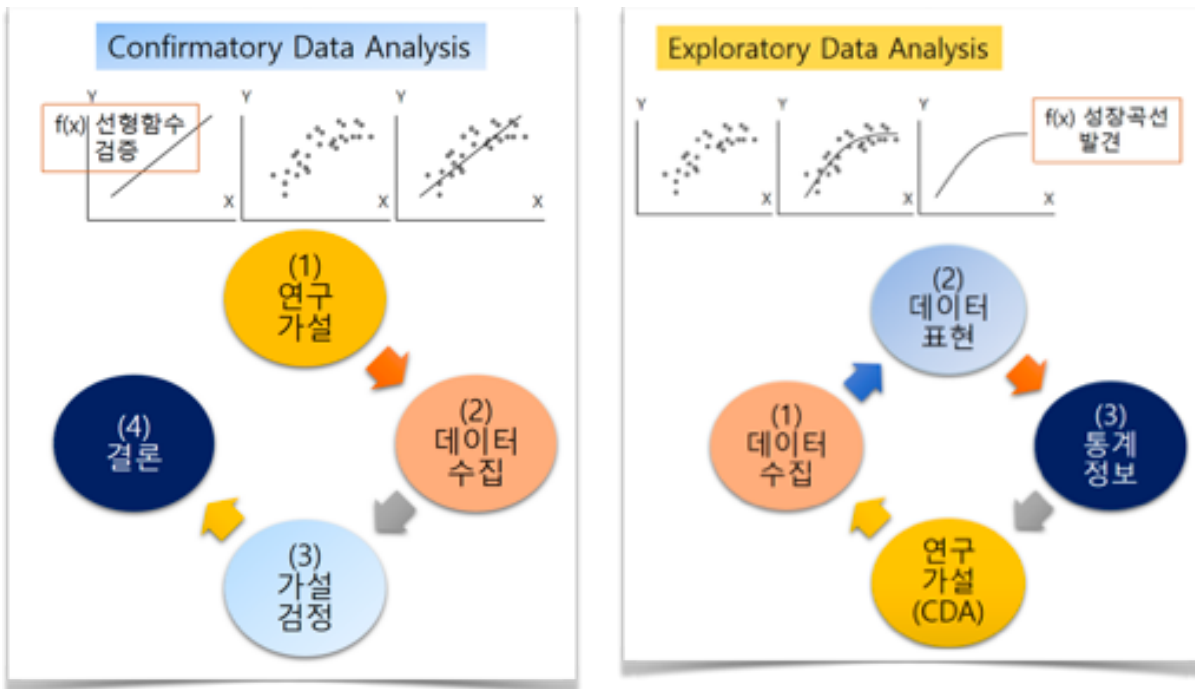 Confirmatory Data Analysis
Y
f(x) 선형함수
검증
X
Y
X
Y
X
(1)
연구
가설
(2)
데이터
수집
(3)
가설
검정
(4)
결론
Exploratory Data Analysis
Y
X
Y
X
Y
X
f(x) 성장곡선
발견
(1)
데이터
수집
(2)
데이터
표현
(3)
통계
정보
연구
가설
(CDA)